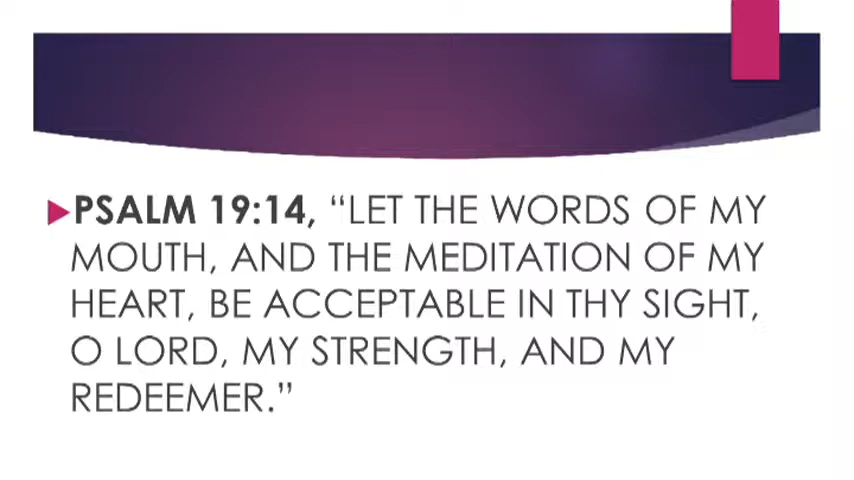 PSALM 19:14, “LET THE WORDS OF MY
MOUTH, AND THE MEDITATION OF MY
HEART, BE ACCEPTABLE IN THY SIGHT,
O LORD, MY STRENGTH, AND MY
REDEEMER.”